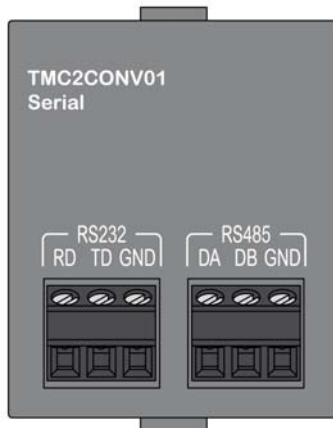 TMC2CONV01
Serial
RS232
RD TD GND
RS485
DA DB GND